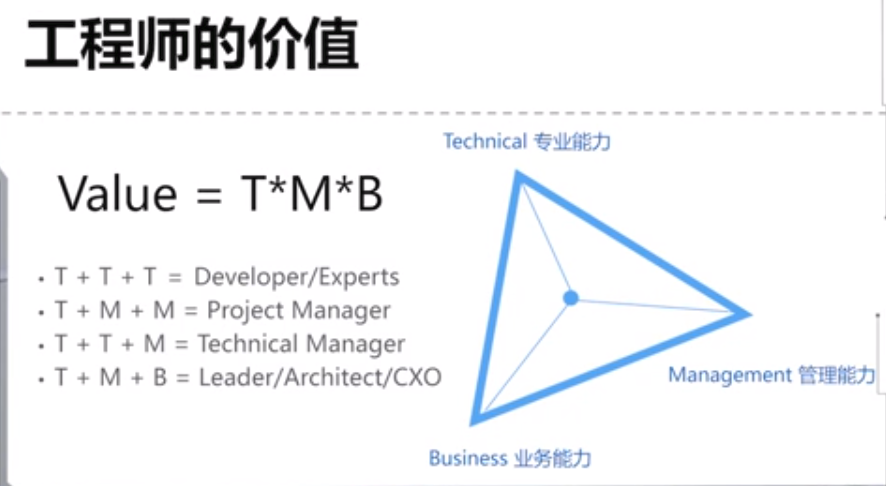 工程师的价值
Technical 专业能力
Value = T*M*B
• T + T + T = Developer/Experts
• T + M + M = Project Manager
• T + T + M = Technical Manager
• T + M + B = Leader/Architect/CXO
Management 管理能力
Business 业务能力